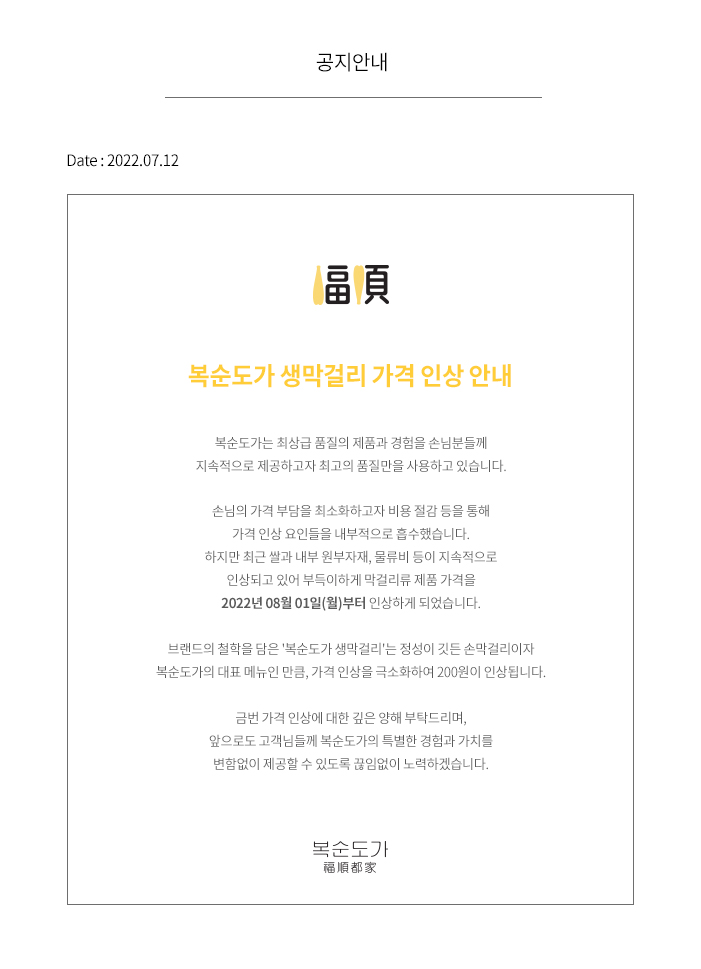 공지안내
Date : 2022.07.12
福順
복순도가 생막걸리 가격 인상 안내
복순도가는 최상급 품질의 제품과 경험을 손님분들께
지속적으로 제공하고자 최고의 품질만을 사용하고 있습니다.
손님의 가격 부담을 최소화하고자 비용 절감 등을 통해
가격 인상 요인들을 내부적으로 흡수했습니다.
하지만 최근 쌀과 내부 원부자재, 물류비 등이 지속적으로
인상되고 있어 부득이하게 막걸리류 제품 가격을
2022년 08월 01일(월)부터 인상하게 되었습니다.
브랜드의 철학을 담은 '복순도가 생막걸리'는 정성이 깃든 손막걸리이자
복순도가의 대표 메뉴인 만큼, 가격 인상을 극소화하여 200원이 인상됩니다.
금번 가격 인상에 대한 깊은 양해 부탁드리며,
앞으로도 고객님들께 복순도가의 특별한 경험과 가치를
변함없이 제공할 수 있도록 끊임없이 노력하겠습니다.
복순도가
福順都家